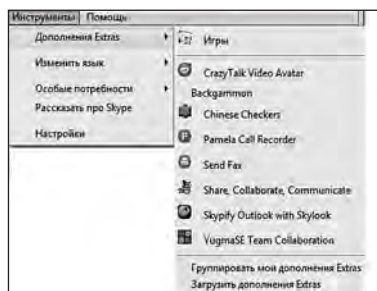 Инструменты Помощь
Дополнения Extras
Изменить язык
Особые потребности
Рассказать про Skype
Настройки
Игры
CrazyTalk Video Avatar
Backgammon
Chinese Checkers
Pamela Call Recorder
Send Fax
Share, Collaborate, Communicate
Skypify Outlook with Skylook
YugmaSE Team Collaboration
Группировать мои дополнения Extras
Загрузить дополнения Extras